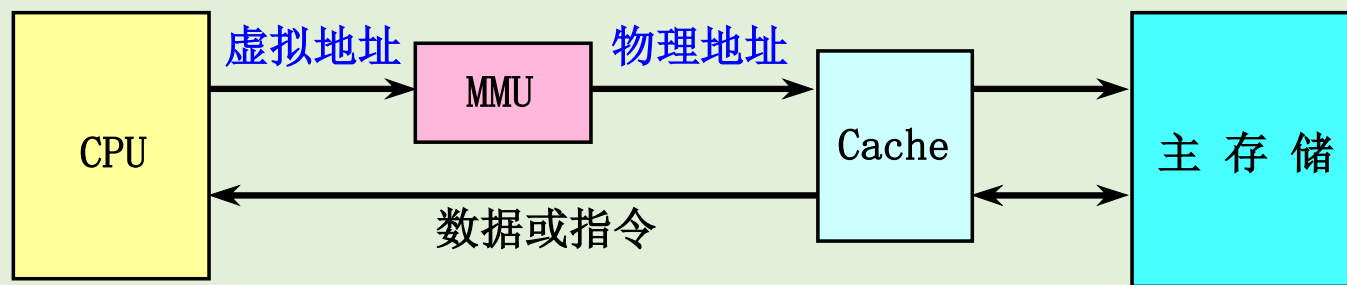 虚拟地址
物理地址
MMU
CPU
Cache
主 存 储
数据或指令